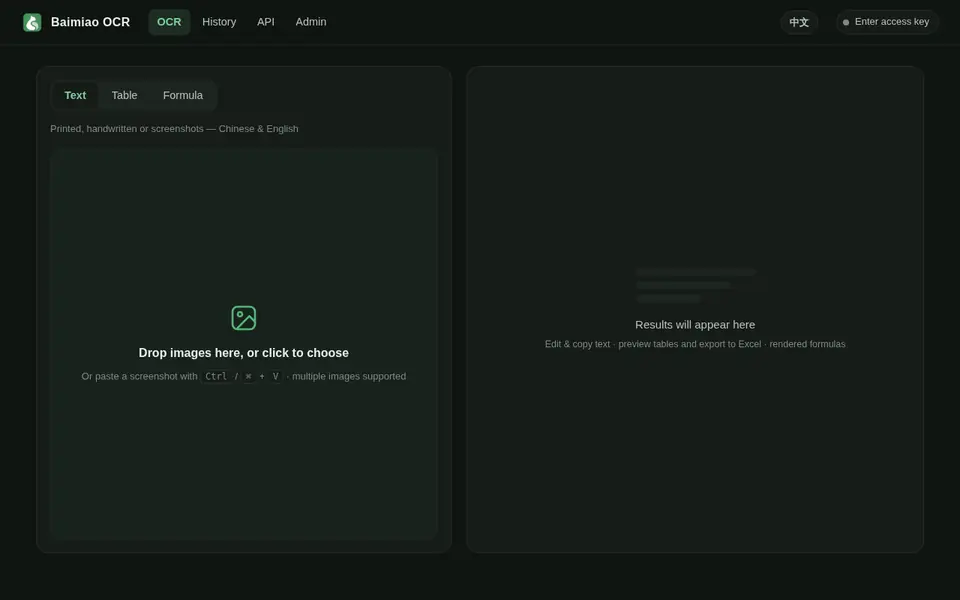 Baimiao OCR OCR History API Admin 中文 Enter access key
Text Table Formula
Printed, handwritten or screenshots — Chinese & English
Drop images here, or click to choose
Or paste a screenshot with Ctrl / ⌘ + V · multiple images supported
Results will appear here
Edit & copy text · preview tables and export to Excel · rendered formulas